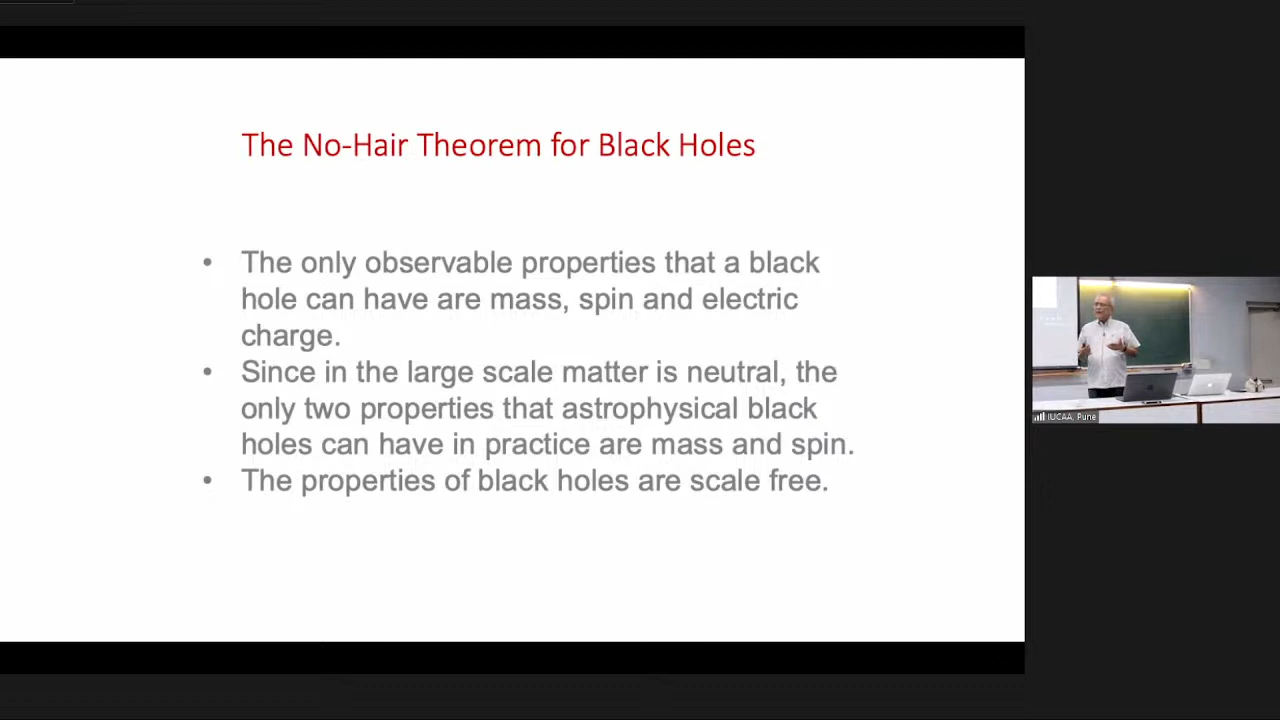 The No-Hair Theorem for Black Holes
• The only observable properties that a black
hole can have are mass, spin and electric
charge.
• Since in the large scale matter is neutral, the
only two properties that astrophysical black
holes can have in practice are mass and spin.
• The properties of black holes are scale free.
IUCAA, Pune